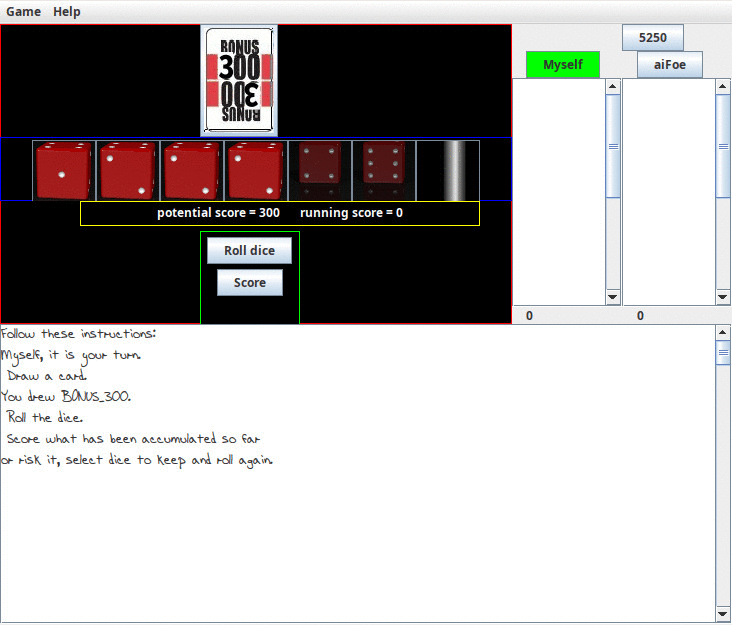 Game Help
BONUS
300
300
BONUS
5250
Myself
aiFoe
potential score = 300 running score = 0
Roll dice
Score
0
0
Follow these instructions:
Myself, it is your turn.
Draw a card.
You drew BONUS_300.
Roll the dice.
Score what has been accumulated so far
or risk it, select dice to keep and roll again.